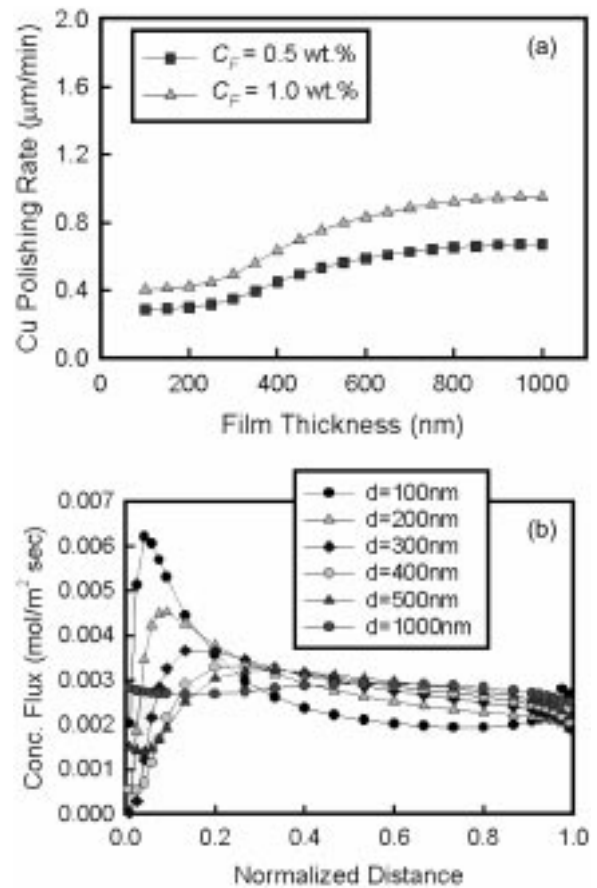 (a)
C_F = 0.5 wt.%
C_F = 1.0 wt.%
Cu Polishing Rate (μm/min)
2.0
1.6
1.2
0.8
0.4
0.0
0 200 400 600 800 1000
Film Thickness (nm)
(b)
d=100nm
d=200nm
d=300nm
d=400nm
d=500nm
d=1000nm
Conc. Flux (mol/m² sec)
0.007
0.006
0.005
0.004
0.003
0.002
0.001
0.000
0.0 0.2 0.4 0.6 0.8 1.0
Normalized Distance